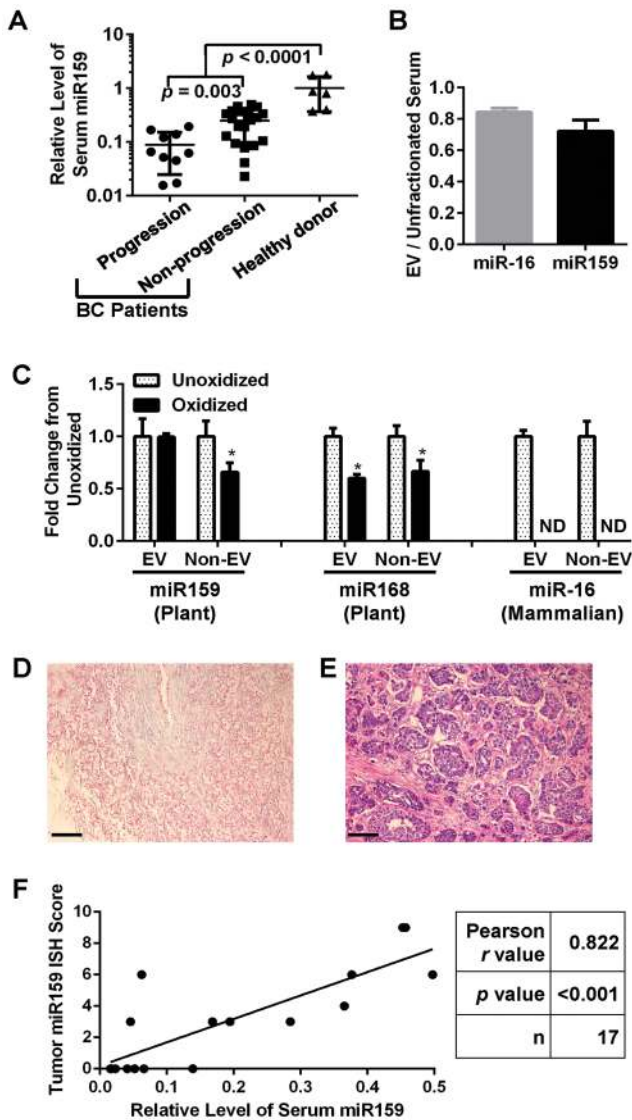 A
Relative Level of
Serum miR159
10
1
0.1
0.01
p < 0.0001
p = 0.003
Progression
Non-progression
Healthy donor
BC Patients
B
EV / Unfractionated Serum
1.0
0.8
0.6
0.4
0.2
0.0
miR-16
miR159
C
Fold Change from
Unoxidized
1.5
1.0
0.5
0.0
Unoxidized
Oxidized
*
*
*
ND
ND
EV
Non-EV
EV
Non-EV
EV
Non-EV
miR159
(Plant)
miR168
(Plant)
miR-16
(Mammalian)
D
E
F
Tumor miR159 ISH Score
10
8
6
4
2
0
0.0
0.1
0.2
0.3
0.4
0.5
Relative Level of Serum miR159
Pearson
r value
0.822
p value
<0.001
n
17